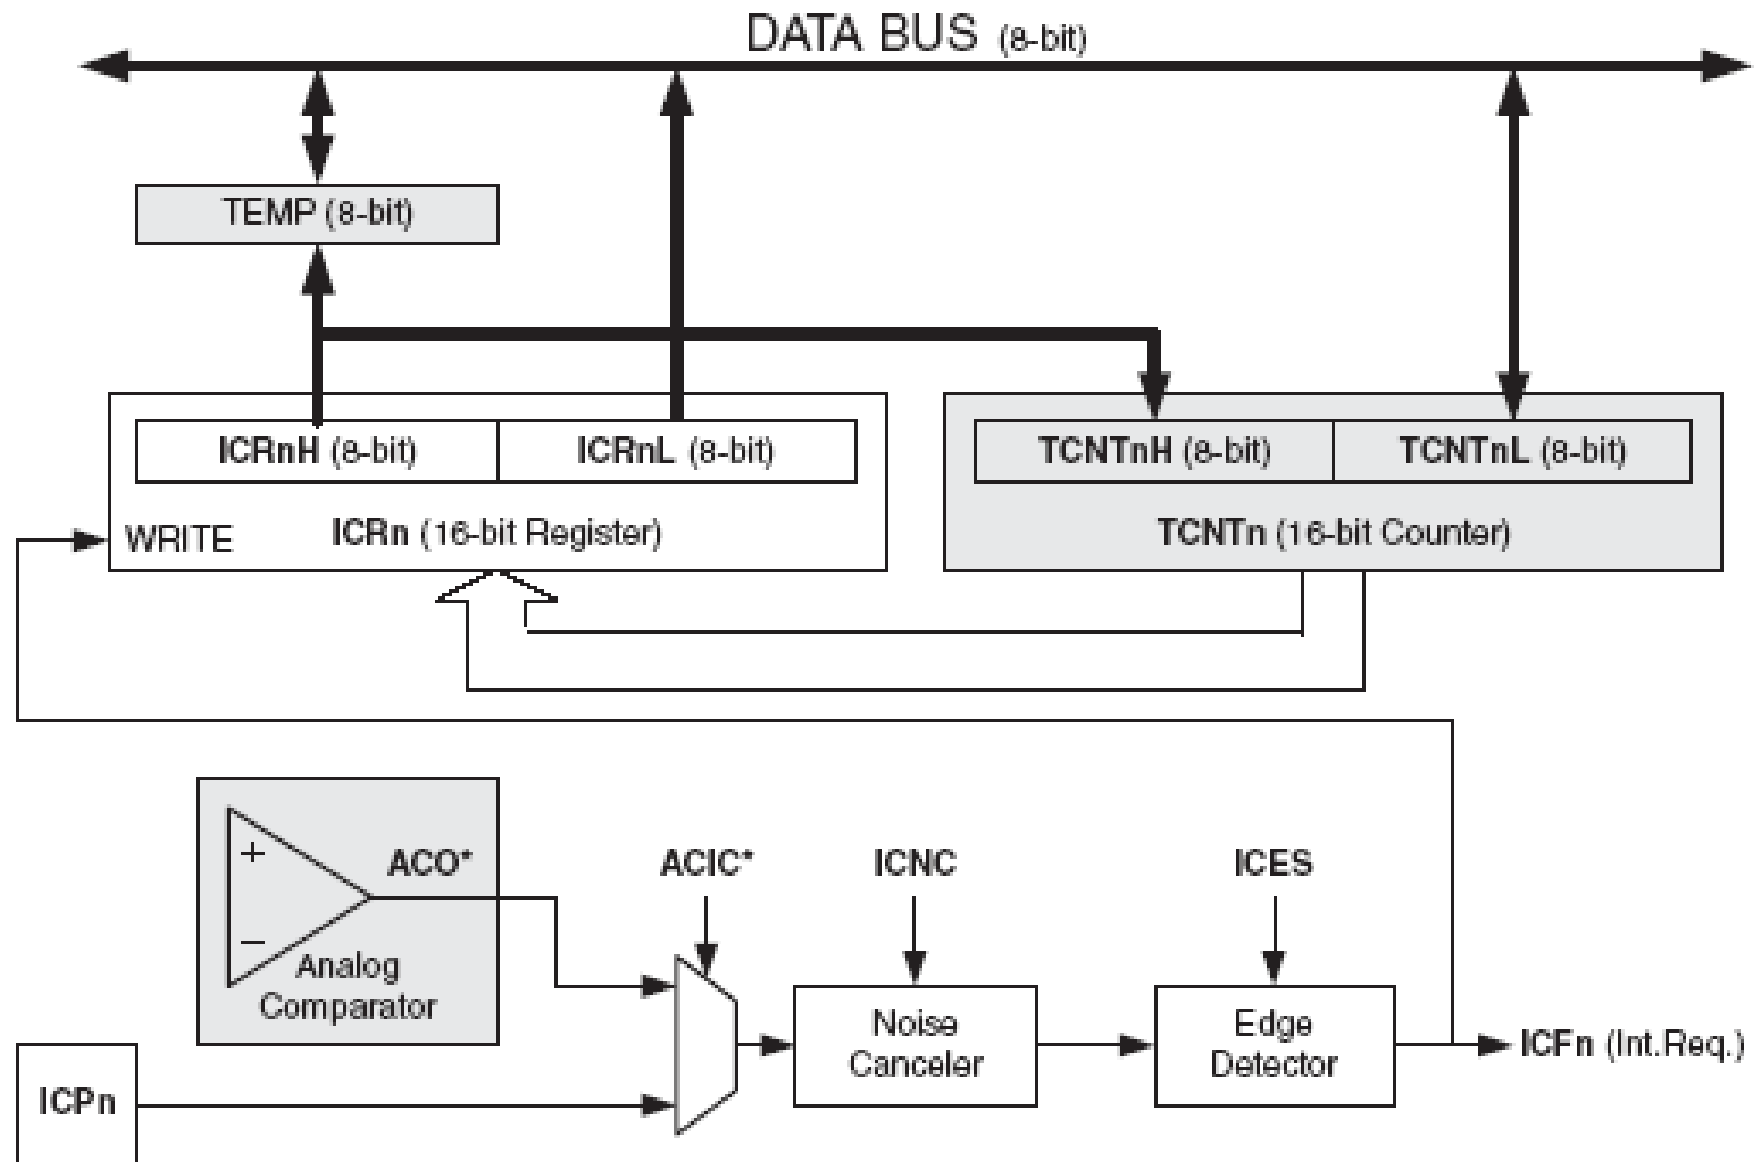 DATA BUS (8-bit)
TEMP (8-bit)
ICRnH (8-bit)
ICRnL (8-bit)
TCNTnH (8-bit)
TCNTnL (8-bit)
WRITE
ICRn (16-bit Register)
TCNTn (16-bit Counter)
+
−
ACO*
Analog
Comparator
ACIC*
ICNC
ICES
Noise
Canceler
Edge
Detector
ICFn (Int.Req.)
ICPn